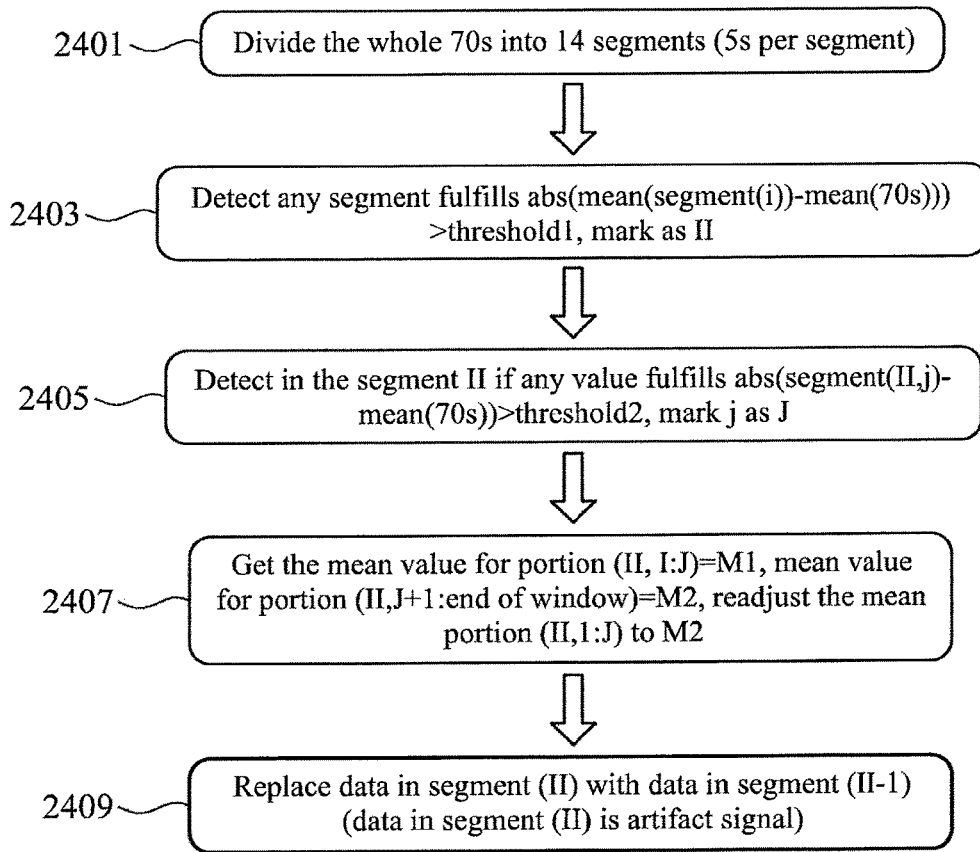 2401
Divide the whole 70s into 14 segments (5s per segment)
2403
Detect any segment fulfills abs(mean(segment(i))-mean(70s)))
>threshold1, mark as II
2405
Detect in the segment II if any value fulfills abs(segment(II,j)-
mean(70s))>threshold2, mark j as J
2407
Get the mean value for portion (II, I:J)=M1, mean value
for portion (II,J+1:end of window)=M2, readjust the mean
portion (II,1:J) to M2
2409
Replace data in segment (II) with data in segment (II-1)
(data in segment (II) is artifact signal)